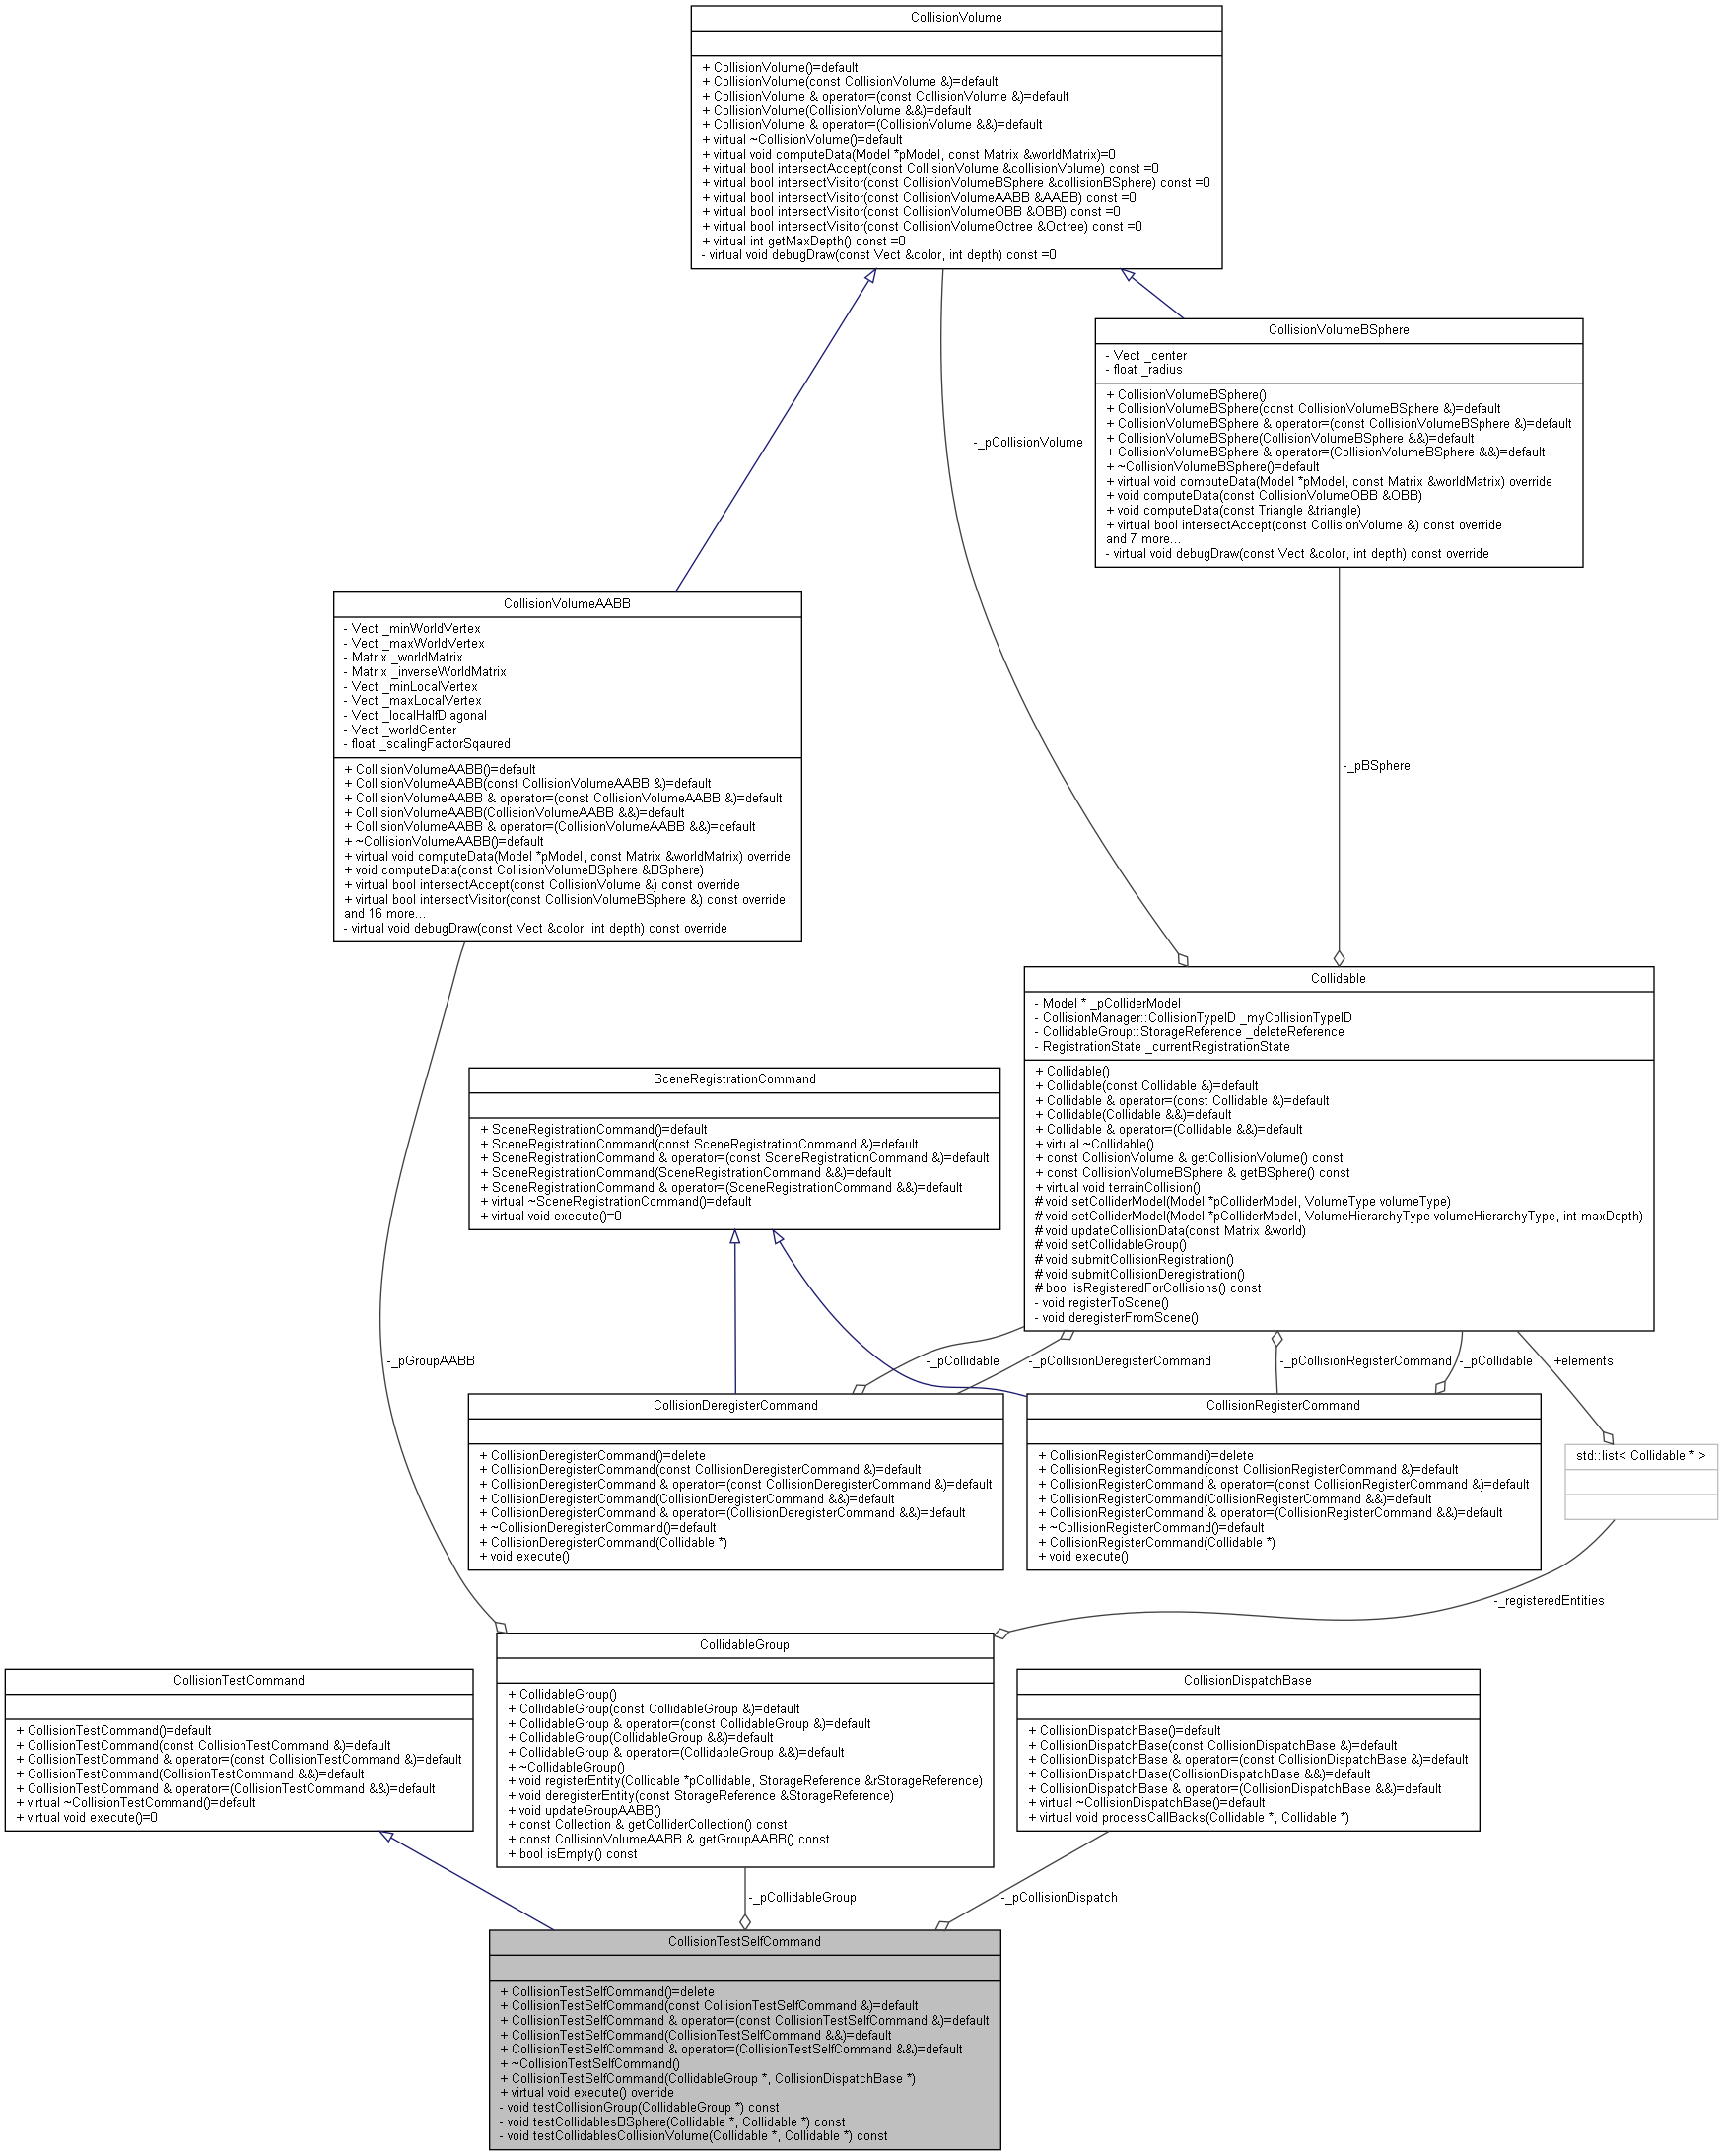 CollisionVolume
+ CollisionVolume()=default
+ CollisionVolume(const CollisionVolume &)=default
+ CollisionVolume & operator=(const CollisionVolume &)=default
+ CollisionVolume(CollisionVolume &&)=default
+ CollisionVolume & operator=(CollisionVolume &&)=default
+ virtual ~CollisionVolume()=default
+ virtual void computeData(Model *pModel, const Matrix &worldMatrix)=0
+ virtual bool intersectAccept(const CollisionVolume &collisionVolume) const =0
+ virtual bool intersectVisitor(const CollisionVolumeBSphere &collisionBSphere) const =0
+ virtual bool intersectVisitor(const CollisionVolumeAABB &AABB) const =0
+ virtual bool intersectVisitor(const CollisionVolumeOBB &OBB) const =0
+ virtual bool intersectVisitor(const CollisionVolumeOctree &Octree) const =0
+ virtual int getMaxDepth() const =0
- virtual void debugDraw(const Vect &color, int depth) const =0
CollisionVolumeBSphere
- Vect _center
- float _radius
+ CollisionVolumeBSphere()
+ CollisionVolumeBSphere(const CollisionVolumeBSphere &)=default
+ CollisionVolumeBSphere & operator=(const CollisionVolumeBSphere &)=default
+ CollisionVolumeBSphere(CollisionVolumeBSphere &&)=default
+ CollisionVolumeBSphere & operator=(CollisionVolumeBSphere &&)=default
+ ~CollisionVolumeBSphere()=default
+ virtual void computeData(Model *pModel, const Matrix &worldMatrix) override
+ void computeData(const CollisionVolumeOBB &OBB)
+ void computeData(const Triangle &triangle)
+ virtual bool intersectAccept(const CollisionVolume &) const override
and 7 more...
- virtual void debugDraw(const Vect &color, int depth) const override
-_pCollisionVolume
CollisionVolumeAABB
- Vect _minWorldVertex
- Vect _maxWorldVertex
- Matrix _worldMatrix
- Matrix _inverseWorldMatrix
- Vect _minLocalVertex
- Vect _maxLocalVertex
- Vect _localHalfDiagonal
- Vect _worldCenter
- float _scalingFactorSqaured
+ CollisionVolumeAABB()=default
+ CollisionVolumeAABB(const CollisionVolumeAABB &)=default
+ CollisionVolumeAABB & operator=(const CollisionVolumeAABB &)=default
+ CollisionVolumeAABB(CollisionVolumeAABB &&)=default
+ CollisionVolumeAABB & operator=(CollisionVolumeAABB &&)=default
+ ~CollisionVolumeAABB()=default
+ virtual void computeData(Model *pModel, const Matrix &worldMatrix) override
+ void computeData(const CollisionVolumeBSphere &BSphere)
+ virtual bool intersectAccept(const CollisionVolume &) const override
+ virtual bool intersectVisitor(const CollisionVolumeBSphere &) const override
and 16 more...
- virtual void debugDraw(const Vect &color, int depth) const override
-_pBSphere
Collidable
- Model * _pColliderModel
- CollisionManager::CollisionTypeID _myCollisionTypeID
- CollidableGroup::StorageReference _deleteReference
- RegistrationState _currentRegistrationState
+ Collidable()
+ Collidable(const Collidable &)=default
+ Collidable & operator=(const Collidable &)=default
+ Collidable(Collidable &&)=default
+ Collidable & operator=(Collidable &&)=default
+ virtual ~Collidable()
+ const CollisionVolume & getCollisionVolume() const
+ const CollisionVolumeBSphere & getBSphere() const
+ virtual void terrainCollision()
# void setColliderModel(Model *pColliderModel, VolumeType volumeType)
# void setColliderModel(Model *pColliderModel, VolumeHierarchyType volumeHierarchyType, int maxDepth)
# void updateCollisionData(const Matrix &world)
# void setCollidableGroup()
# void submitCollisionRegistration()
# void submitCollisionDeregistration()
# bool isRegisteredForCollisions() const
- void registerToScene()
- void deregisterFromScene()
SceneRegistrationCommand
+ SceneRegistrationCommand()=default
+ SceneRegistrationCommand(const SceneRegistrationCommand &)=default
+ SceneRegistrationCommand & operator=(const SceneRegistrationCommand &)=default
+ SceneRegistrationCommand(SceneRegistrationCommand &&)=default
+ SceneRegistrationCommand & operator=(SceneRegistrationCommand &&)=default
+ virtual ~SceneRegistrationCommand()=default
+ virtual void execute()=0
-_pGroupAABB
-_pCollidable
-_pCollisionDeregisterCommand
-_pCollisionRegisterCommand
-_pCollidable
+elements
CollisionDeregisterCommand
+ CollisionDeregisterCommand()=delete
+ CollisionDeregisterCommand(const CollisionDeregisterCommand &)=default
+ CollisionDeregisterCommand & operator=(const CollisionDeregisterCommand &)=default
+ CollisionDeregisterCommand(CollisionDeregisterCommand &&)=default
+ CollisionDeregisterCommand & operator=(CollisionDeregisterCommand &&)=default
+ ~CollisionDeregisterCommand()=default
+ CollisionDeregisterCommand(Collidable *)
+ void execute()
CollisionRegisterCommand
+ CollisionRegisterCommand()=delete
+ CollisionRegisterCommand(const CollisionRegisterCommand &)=default
+ CollisionRegisterCommand & operator=(const CollisionRegisterCommand &)=default
+ CollisionRegisterCommand(CollisionRegisterCommand &&)=default
+ CollisionRegisterCommand & operator=(CollisionRegisterCommand &&)=default
+ ~CollisionRegisterCommand()=default
+ CollisionRegisterCommand(Collidable *)
+ void execute()
std::list< Collidable * >
-_registeredEntities
CollisionTestCommand
+ CollisionTestCommand()=default
+ CollisionTestCommand(const CollisionTestCommand &)=default
+ CollisionTestCommand & operator=(const CollisionTestCommand &)=default
+ CollisionTestCommand(CollisionTestCommand &&)=default
+ CollisionTestCommand & operator=(CollisionTestCommand &&)=default
+ virtual ~CollisionTestCommand()=default
+ virtual void execute()=0
CollidableGroup
+ CollidableGroup()
+ CollidableGroup(const CollidableGroup &)=default
+ CollidableGroup & operator=(const CollidableGroup &)=default
+ CollidableGroup(CollidableGroup &&)=default
+ CollidableGroup & operator=(CollidableGroup &&)=default
+ ~CollidableGroup()
+ void registerEntity(Collidable *pCollidable, StorageReference &rStorageReference)
+ void deregisterEntity(const StorageReference &StorageReference)
+ void updateGroupAABB()
+ const Collection & getColliderCollection() const
+ const CollisionVolumeAABB & getGroupAABB() const
+ bool isEmpty() const
CollisionDispatchBase
+ CollisionDispatchBase()=default
+ CollisionDispatchBase(const CollisionDispatchBase &)=default
+ CollisionDispatchBase & operator=(const CollisionDispatchBase &)=default
+ CollisionDispatchBase(CollisionDispatchBase &&)=default
+ CollisionDispatchBase & operator=(CollisionDispatchBase &&)=default
+ virtual ~CollisionDispatchBase()=default
+ virtual void processCallBacks(Collidable *, Collidable *)
-_pCollidableGroup
-_pCollisionDispatch
CollisionTestSelfCommand
+ CollisionTestSelfCommand()=delete
+ CollisionTestSelfCommand(const CollisionTestSelfCommand &)=default
+ CollisionTestSelfCommand & operator=(const CollisionTestSelfCommand &)=default
+ CollisionTestSelfCommand(CollisionTestSelfCommand &&)=default
+ CollisionTestSelfCommand & operator=(CollisionTestSelfCommand &&)=default
+ ~CollisionTestSelfCommand()
+ CollisionTestSelfCommand(CollidableGroup *, CollisionDispatchBase *)
+ virtual void execute() override
- void testCollisionGroup(CollidableGroup *) const
- void testCollidablesBSphere(Collidable *, Collidable *) const
- void testCollidablesCollisionVolume(Collidable *, Collidable *) const